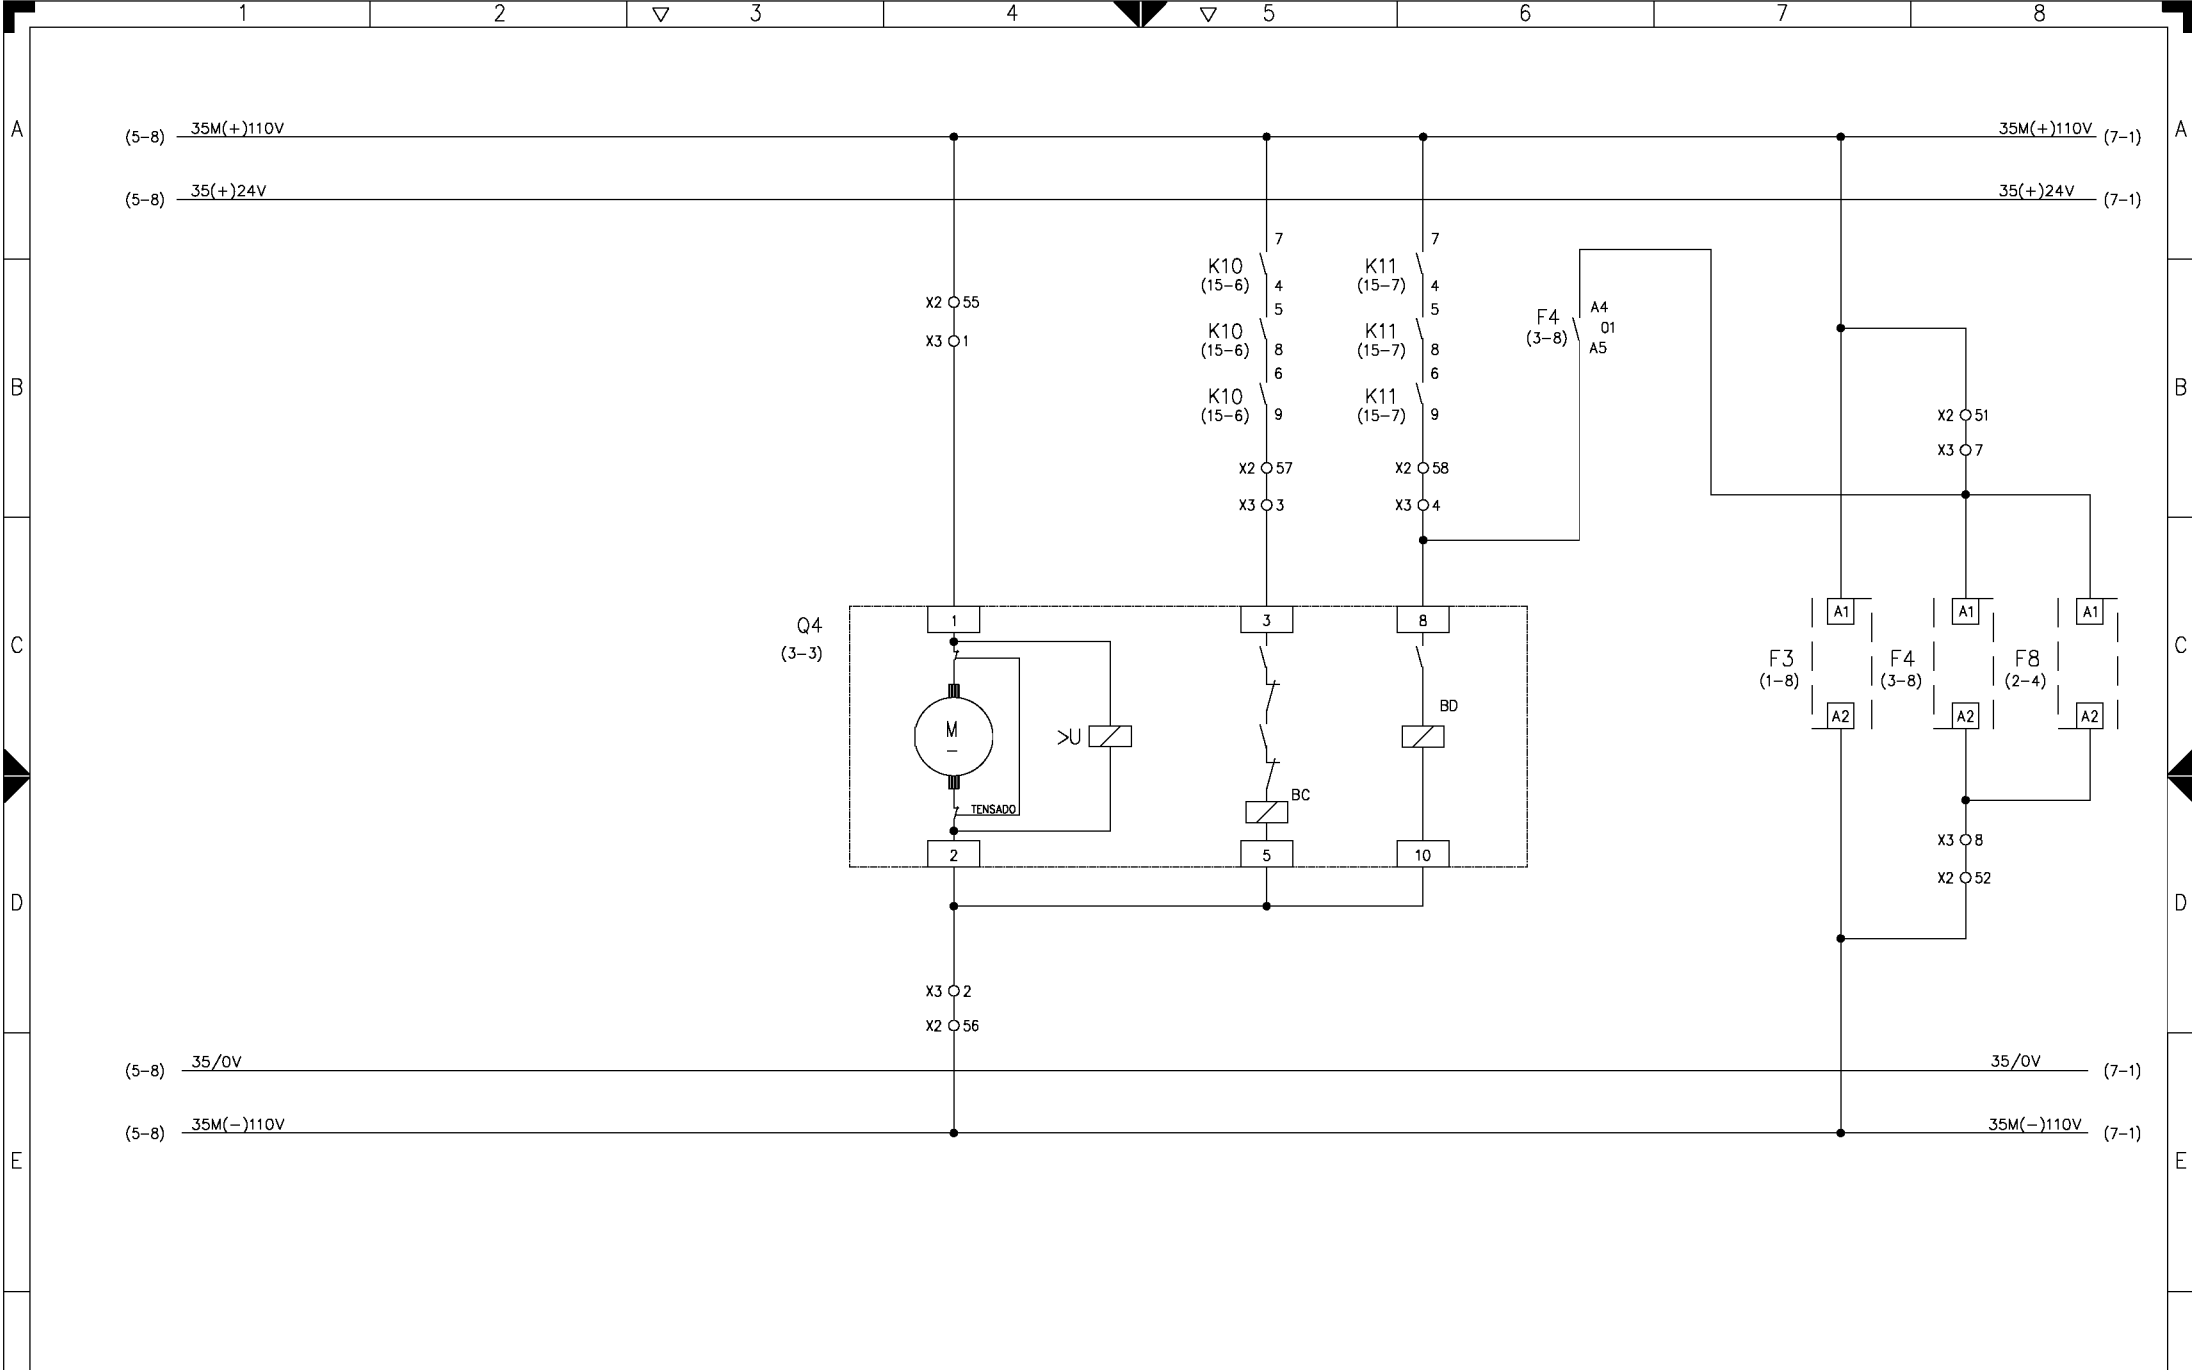 1 2 3 4 5 6 7 8
A A
(5-8) 35M(+)110V 35M(+)110V (7-1)
(5-8) 35(+)24V 35(+)24V (7-1)
7 7
K10 K11
(15-6) 4 (15-7) 4
X2 55
5 5
F4 A4
(3-8) 01
A5
K10 K11
(15-6) 8 (15-7) 8
X3 1
6 6
B B
K10 K11
(15-6) 9 (15-7) 9
X2 51
X3 7
X2 57 X2 58
X3 3 X3 4
Q4
(3-3)
1 3 8
A1 A1 A1
C C
F3 F4 F8
(1-8) (3-8) (2-4)
BD
A2 A2 A2
M
-
>U
BC
TENSADO
2 5 10
X3 8
X2 52
D D
X3 2
X2 56
(5-8) 35/0V 35/0V (7-1)
(5-8) 35M(-)110V 35M(-)110V (7-1)
E E